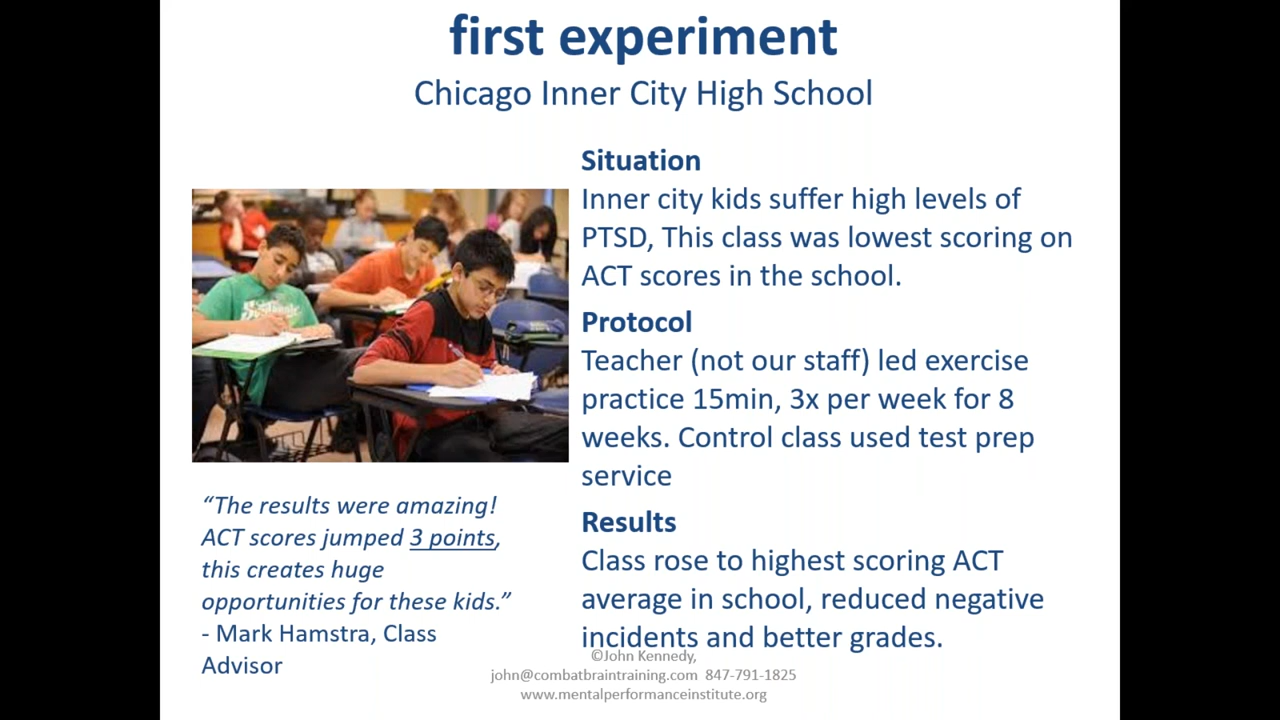 first experiment
Chicago Inner City High School
Situation
Inner city kids suffer high levels of
PTSD, This class was lowest scoring on
ACT scores in the school.
Protocol
Teacher (not our staff) led exercise
practice 15min, 3x per week for 8
weeks. Control class used test prep
service
Results
Class rose to highest scoring ACT
average in school, reduced negative
incidents and better grades.
“The results were amazing!
ACT scores jumped 3 points,
this creates huge
opportunities for these kids.”
- Mark Hamstra, Class
Advisor
©John Kennedy,
john@combatbraintraining.com 847-791-1825
www.mentalperformanceinstitute.org